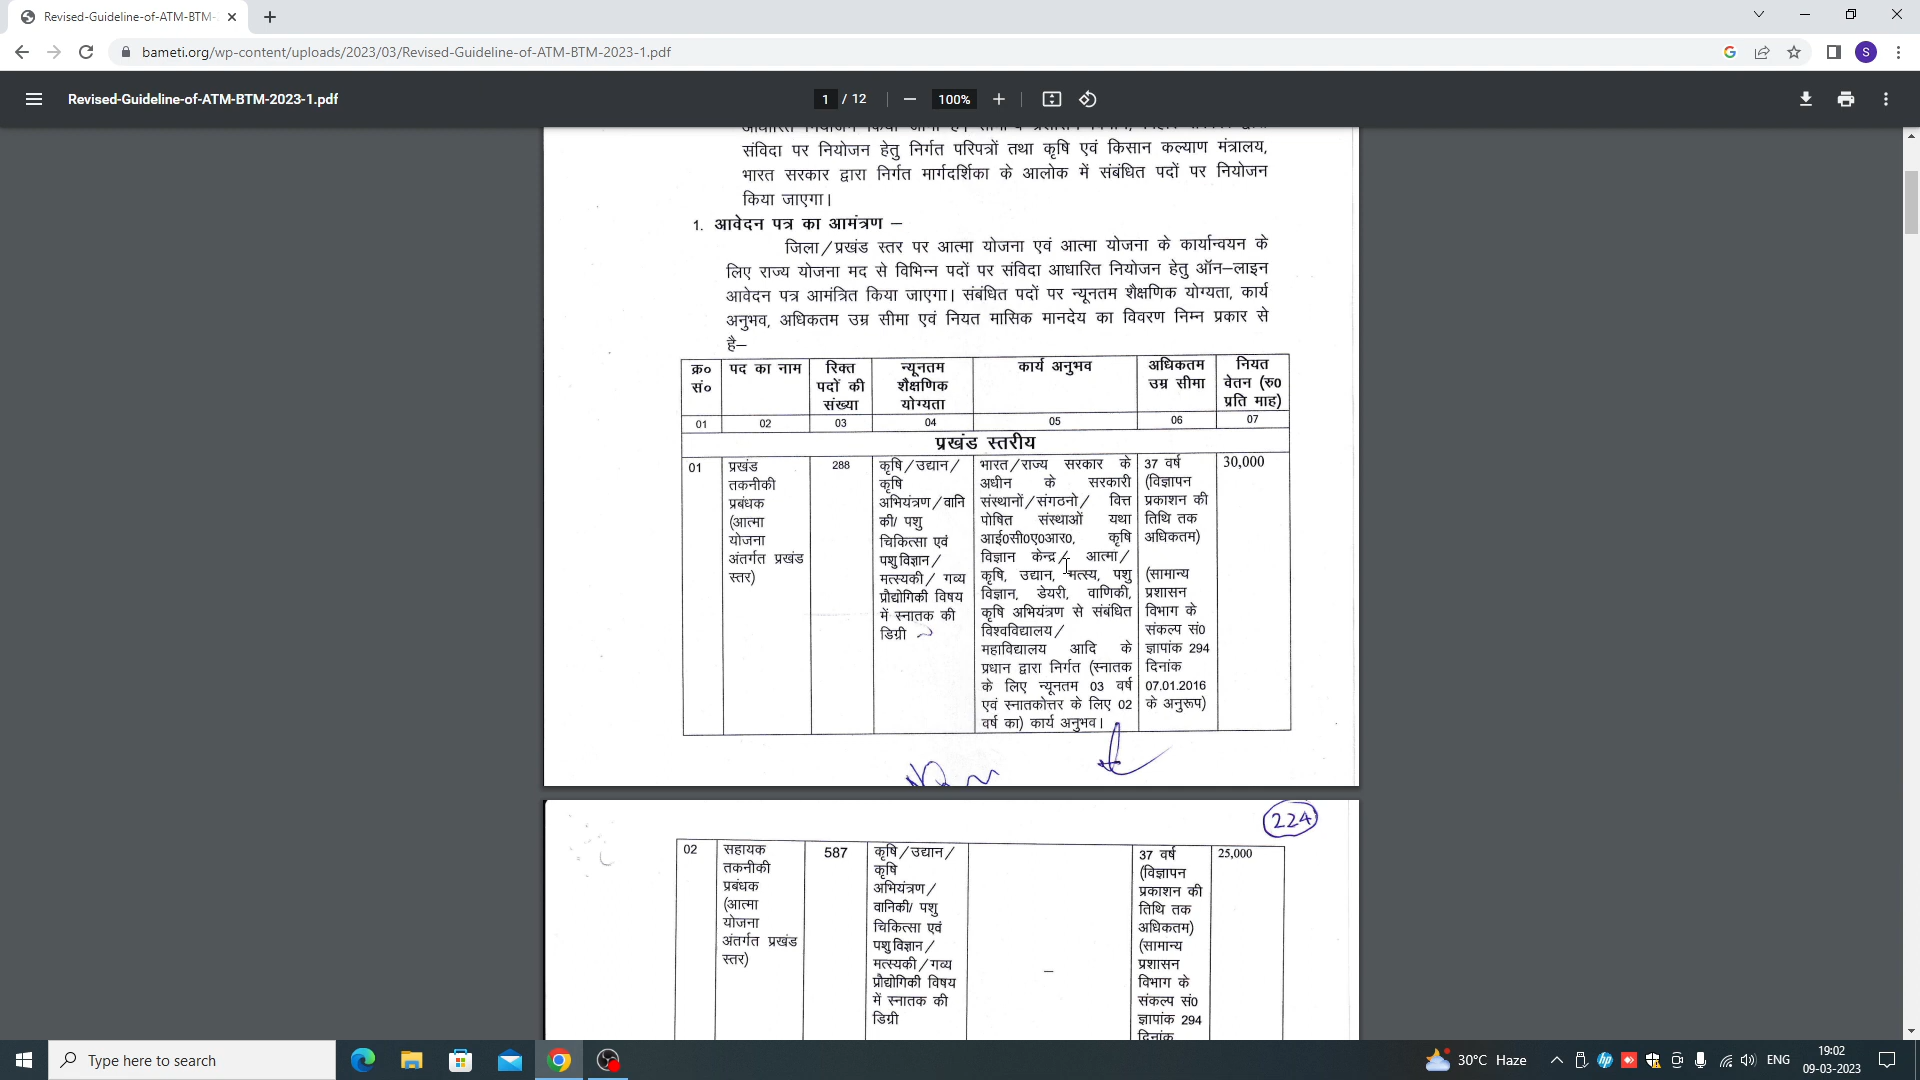 Revised-Guideline-of-ATM-BTM-
bameti.org/wp-content/uploads/2023/03/Revised-Guideline-of-ATM-BTM-2023-1.pdf
S
Revised-Guideline-of-ATM-BTM-2023-1.pdf
1 / 12
100%
संविदा पर नियोजन हेतु निर्गत परिपत्रों तथा कृषि एवं किसान कल्याण मंत्रालय,
भारत सरकार द्वारा निर्गत मार्गदर्शिका के आलोक में संबंधित पदों पर नियोजन
किया जाएगा।
1. आवेदन पत्र का आमंत्रण –
जिला/प्रखंड स्तर पर आत्मा योजना एवं आत्मा योजना के कार्यान्वयन के
लिए राज्य योजना मद से विभिन्न पदों पर संविदा आधारित नियोजन हेतु ऑन–लाइन
आवेदन पत्र आमंत्रित किया जाएगा। संबंधित पदों पर न्यूनतम शैक्षणिक योग्यता, कार्य
अनुभव, अधिकतम उम्र सीमा एवं नियत मासिक मानदेय का विवरण निम्न प्रकार से
है–
क्र०
सं०
पद का नाम
रिक्त
पदों की
संख्या
न्यूनतम
शैक्षणिक
योग्यता
कार्य अनुभव
अधिकतम
उम्र सीमा
नियत
वेतन (रु0
प्रति माह)
01
02
03
04
05
06
07
प्रखंड स्तरीय
01
प्रखंड
तकनीकी
प्रबंधक
(आत्मा
योजना
अंतर्गत प्रखंड
स्तर)
288
कृषि/उद्यान/
कृषि
अभियंत्रण/वानि
की/ पशु
चिकित्सा एवं
पशु विज्ञान/
मत्स्यकी/ गव्य
प्रौद्योगिकी विषय
में स्नातक की
डिग्री
भारत/राज्य सरकार के
अधीन के सरकारी
संस्थानों/संगठनो/ वित्त
पोषित संस्थाओं यथा
आई0सी0ए0आर0, कृषि
विज्ञान केन्द्र/ आत्मा/
कृषि, उद्यान, मत्स्य, पशु
विज्ञान, डेयरी, वाणिकी,
कृषि अभियंत्रण से संबंधित
विश्वविद्यालय/
महाविद्यालय आदि के
प्रधान द्वारा निर्गत (स्नातक
के लिए न्यूनतम 03 वर्ष
एवं स्नातकोत्तर के लिए 02
वर्ष का) कार्य अनुभव।
37 वर्ष
(विज्ञापन
प्रकाशन की
तिथि तक
अधिकतम)
(सामान्य
प्रशासन
विभाग के
संकल्प सं0
ज्ञापांक 294
दिनांक
07.01.2016
के अनुरूप)
30,000
224
02
सहायक
तकनीकी
प्रबंधक
(आत्मा
योजना
अंतर्गत प्रखंड
स्तर)
587
कृषि/उद्यान/
कृषि
अभियंत्रण/
वानिकी/ पशु
चिकित्सा एवं
पशु विज्ञान/
मत्स्यकी/गव्य
प्रौद्योगिकी विषय
में स्नातक की
डिग्री
–
37 वर्ष
(विज्ञापन
प्रकाशन की
तिथि तक
अधिकतम)
(सामान्य
प्रशासन
विभाग के
संकल्प सं0
ज्ञापांक 294
दिनांक
25,000
Type here to search
30°C Haze
ENG
19:02
09-03-2023